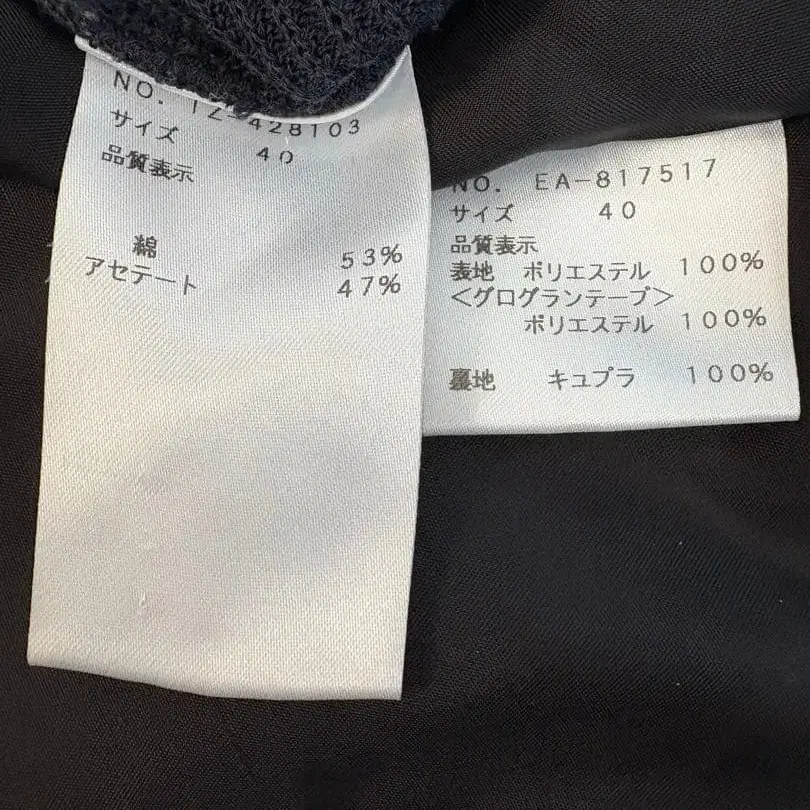 NO. TZ-428103
サイズ 40
品質表示
綿 53%
アセテート 47%
NO. EA-817517
サイズ 40
品質表示
表地 ポリエステル 100%
<グログランテープ>
ポリエステル 100%
裏地 キュプラ 100%